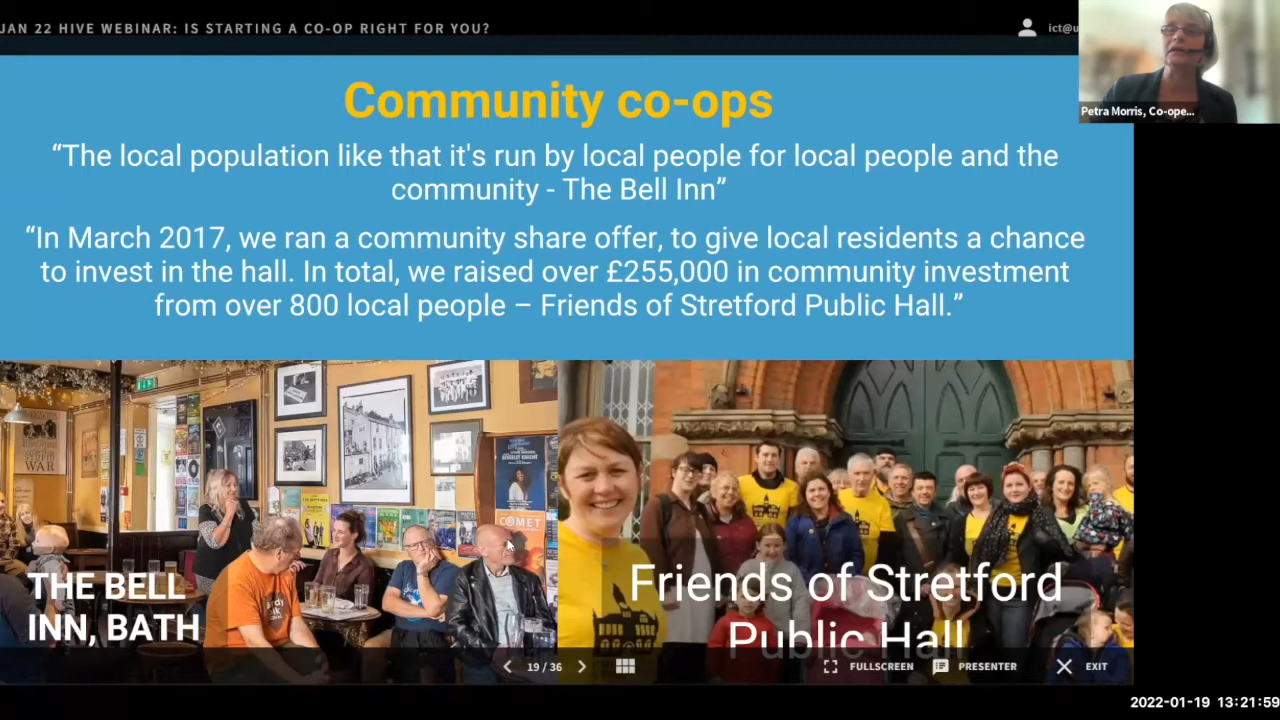 JAN 22 HIVE WEBINAR: IS STARTING A CO-OP RIGHT FOR YOU?
ict@u
Petra Morris, Co-ope...
Community co-ops
“The local population like that it's run by local people for local people and the
community - The Bell Inn”
“In March 2017, we ran a community share offer, to give local residents a chance
to invest in the hall. In total, we raised over £255,000 in community investment
from over 800 local people – Friends of Stretford Public Hall.”
WAR
COMET
THE BELL
INN, BATH
Friends of Stretford
Public Hall
19 / 36
FULLSCREEN
PRESENTER
EXIT
2022-01-19 13:21:59